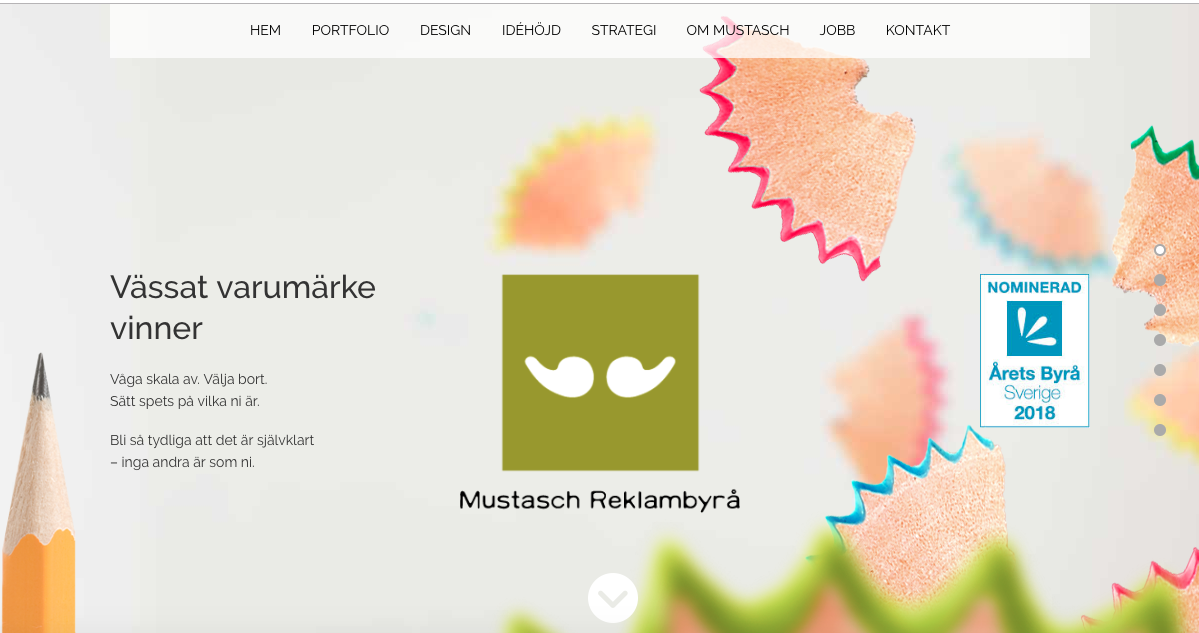 HEM PORTFOLIO DESIGN IDÉHÖJD STRATEGI OM MUSTASCH JOBB KONTAKT
Vässat varumärke
vinner
Våga skala av. Välja bort.
Sätt spets på vilka ni är.
Bli så tydliga att det är självklart
– inga andra är som ni.
Mustasch Reklambyrå
NOMINERAD
Årets Byrå
Sverige
2018